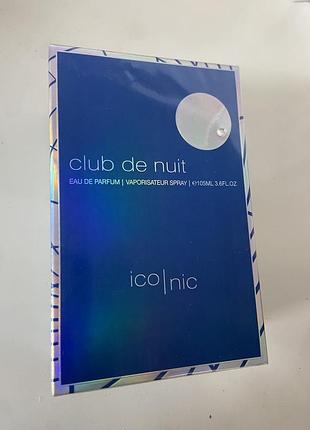 club de nuit
EAU DE PARFUM | VAPORISATEUR SPRAY | ℮105ML 3.6FL.OZ
ico|nic